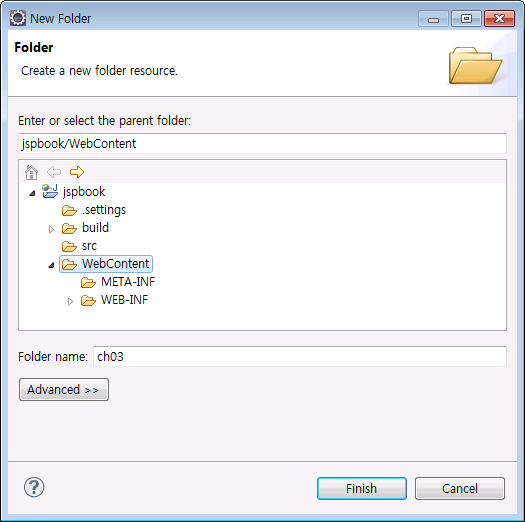 New Folder
Folder
Create a new folder resource.
Enter or select the parent folder:
jspbook/WebContent
jspbook
.settings
build
src
WebContent
META-INF
WEB-INF
Folder name: ch03
Advanced >>
? Finish Cancel